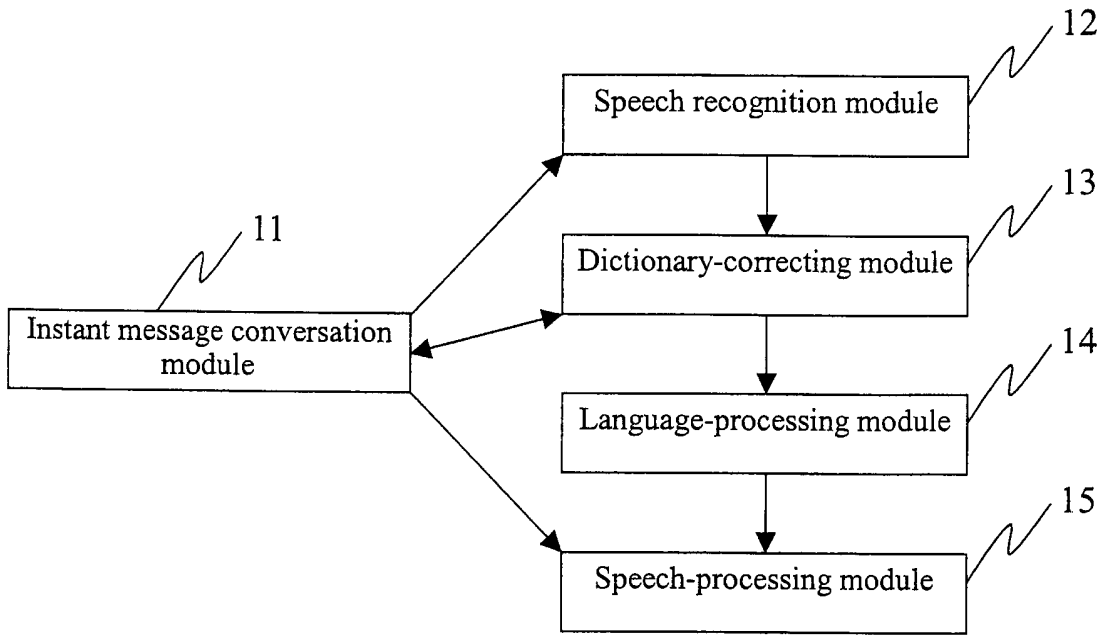 12
Speech recognition module
13
Dictionary-correcting module
11
Instant message conversation
module
14
Language-processing module
15
Speech-processing module